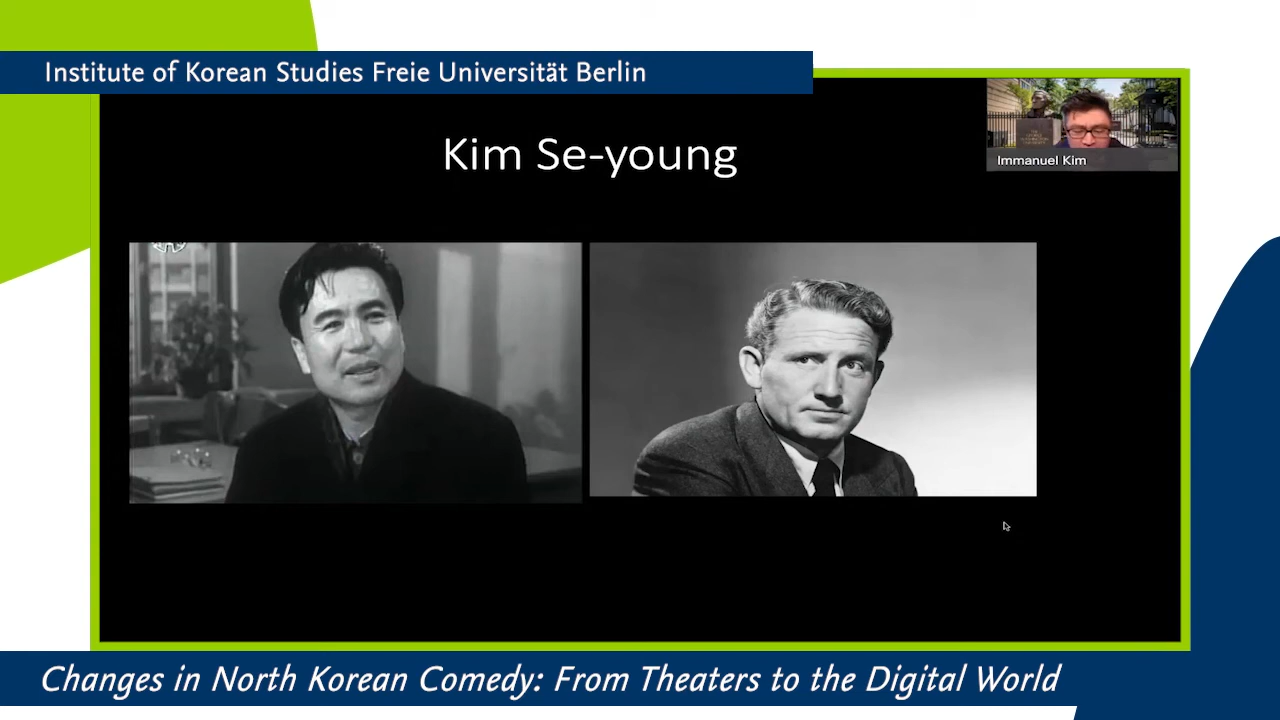 Institute of Korean Studies Freie Universität Berlin
Kim Se-young
Immanuel Kim
Changes in North Korean Comedy: From Theaters to the Digital World